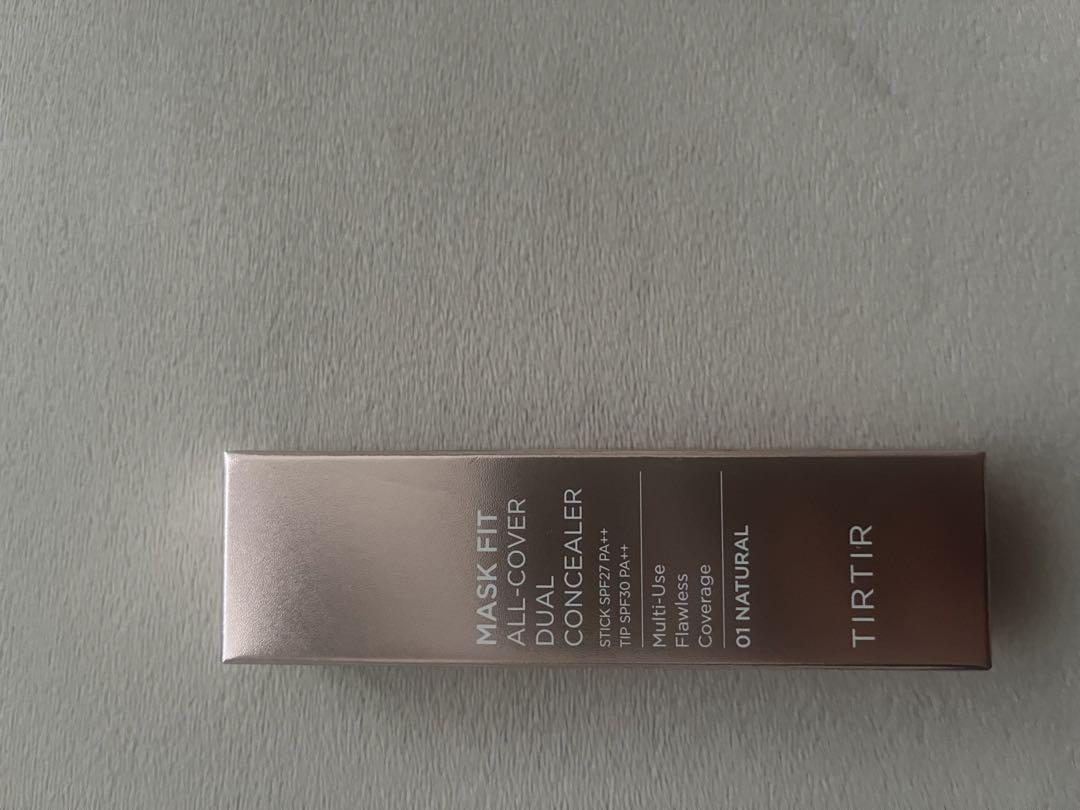 MASK FIT
ALL-COVER
DUAL
CONCEALER
STICK SPF27 PA++
TIP SPF30 PA++
Multi-Use
Flawless
Coverage
01 NATURAL
TIRTIR